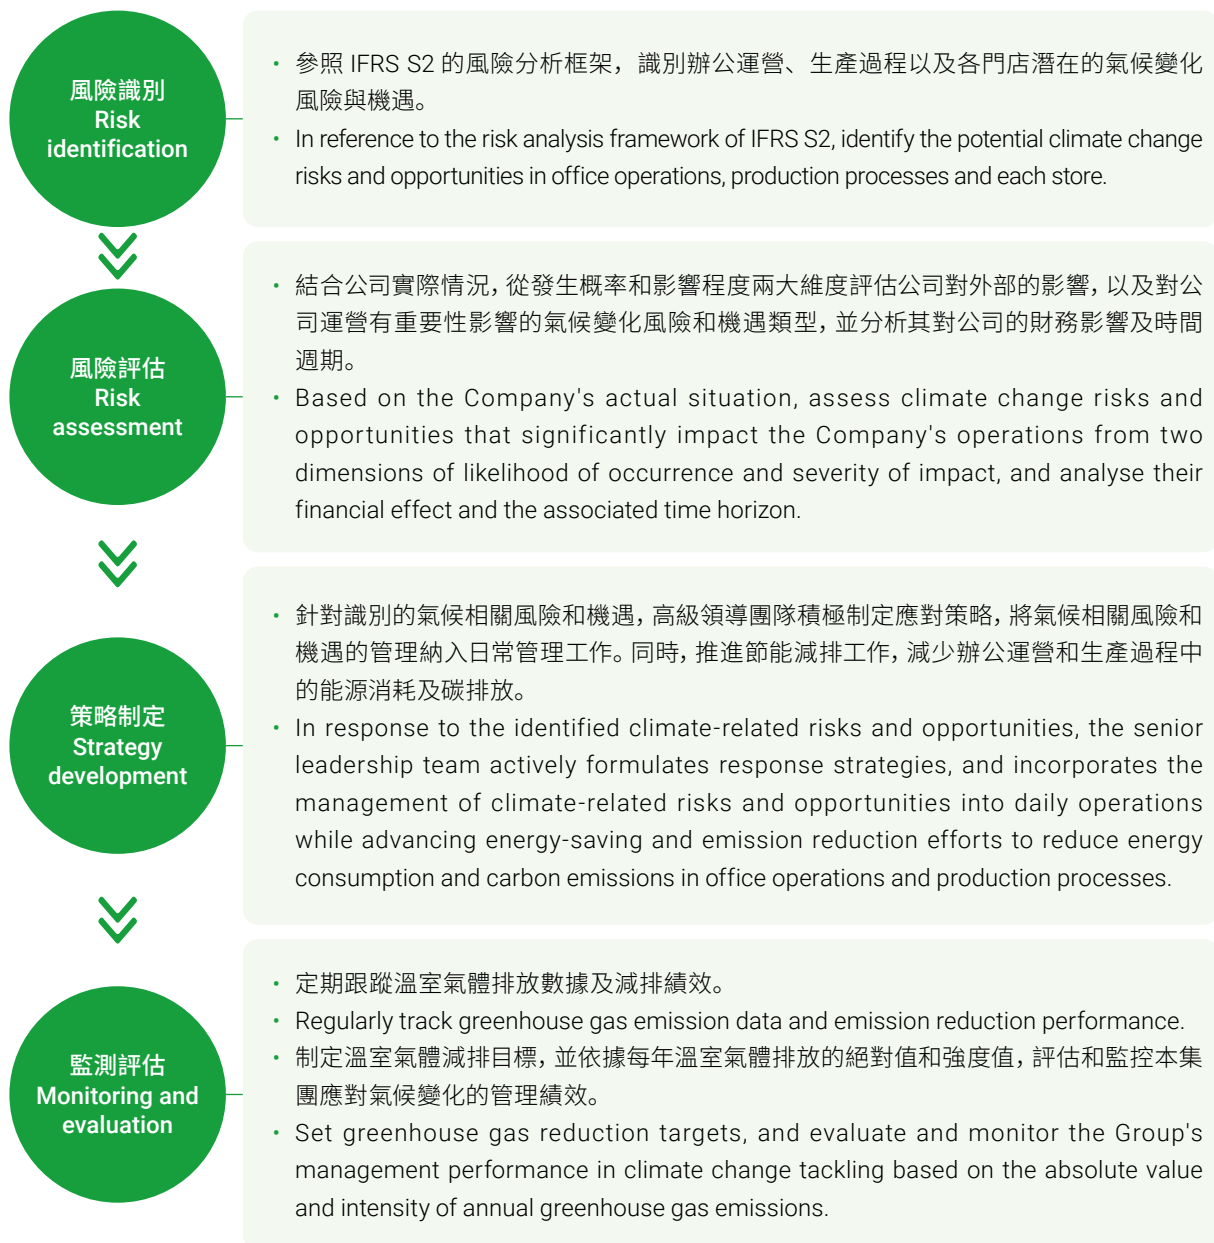 風險識別
Risk
identification
• 參照 IFRS S2 的風險分析框架，識別辦公運營、生產過程以及各門店潛在的氣候變化
風險與機遇。
• In reference to the risk analysis framework of IFRS S2, identify the potential climate change
risks and opportunities in office operations, production processes and each store.
風險評估
Risk
assessment
• 結合公司實際情況，從發生概率和影響程度兩大維度評估公司對外部的影響，以及對公
司運營有重要性影響的氣候變化風險和機遇類型，並分析其對公司的財務影響及時間
週期。
• Based on the Company's actual situation, assess climate change risks and
opportunities that significantly impact the Company's operations from two
dimensions of likelihood of occurrence and severity of impact, and analyse their
financial effect and the associated time horizon.
策略制定
Strategy
development
• 針對識別的氣候相關風險和機遇，高級領導團隊積極制定應對策略，將氣候相關風險和
機遇的管理納入日常管理工作。同時，推進節能減排工作，減少辦公運營和生產過程中
的能源消耗及碳排放。
• In response to the identified climate-related risks and opportunities, the senior
leadership team actively formulates response strategies, and incorporates the
management of climate-related risks and opportunities into daily operations
while advancing energy-saving and emission reduction efforts to reduce energy
consumption and carbon emissions in office operations and production processes.
監測評估
Monitoring and
evaluation
• 定期跟蹤溫室氣體排放數據及減排績效。
• Regularly track greenhouse gas emission data and emission reduction performance.
• 制定溫室氣體減排目標，並依據每年溫室氣體排放的絕對值和強度值，評估和監控本集
團應對氣候變化的管理績效。
• Set greenhouse gas reduction targets, and evaluate and monitor the Group's
management performance in climate change tackling based on the absolute value
and intensity of annual greenhouse gas emissions.